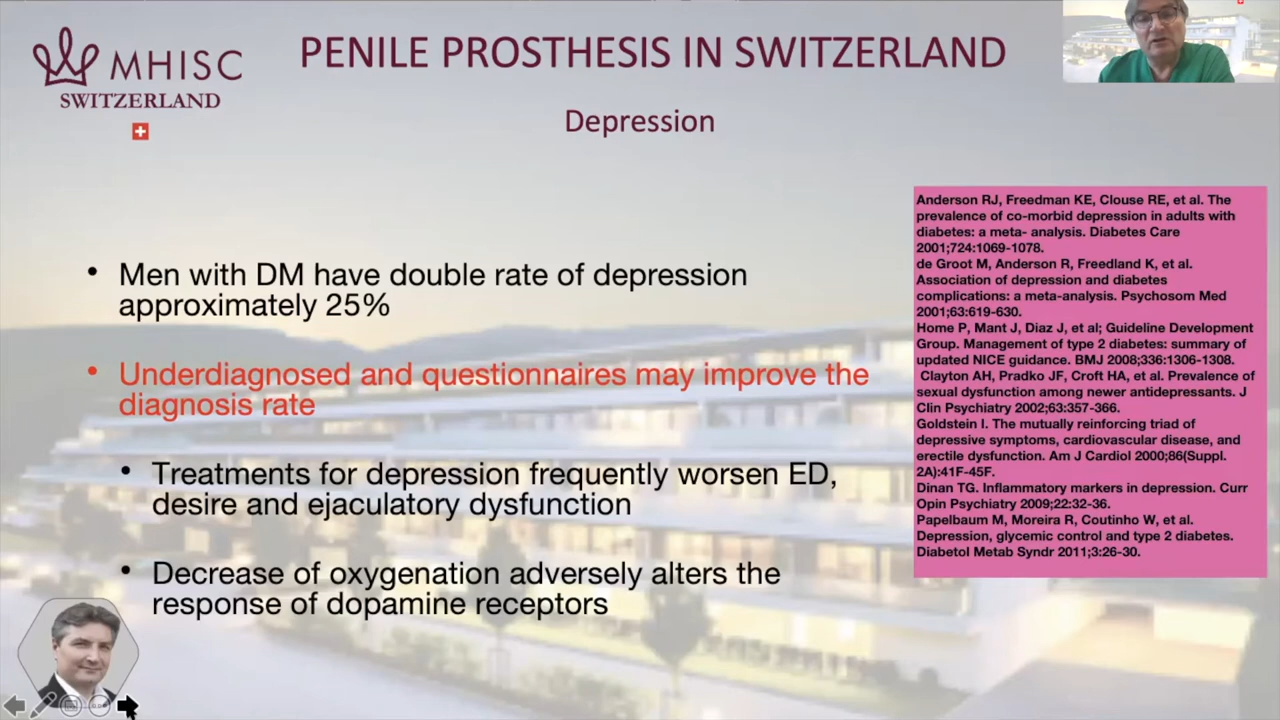 MHISC
SWITZERLAND
PENILE PROSTHESIS IN SWITZERLAND
Depression
• Men with DM have double rate of depression
approximately 25%
• Underdiagnosed and questionnaires may improve the
diagnosis rate
• Treatments for depression frequently worsen ED,
desire and ejaculatory dysfunction
• Decrease of oxygenation adversely alters the
response of dopamine receptors
Anderson RJ, Freedman KE, Clouse RE, et al. The
prevalence of co-morbid depression in adults with
diabetes: a meta- analysis. Diabetes Care
2001;724:1069-1078.
de Groot M, Anderson R, Freedland K, et al.
Association of depression and diabetes
complications: a meta-analysis. Psychosom Med
2001;63:619-630.
Home P, Mant J, Diaz J, et al; Guideline Development
Group. Management of type 2 diabetes: summary of
updated NICE guidance. BMJ 2008;336:1306-1308.
Clayton AH, Pradko JF, Croft HA, et al. Prevalence of
sexual dysfunction among newer antidepressants. J
Clin Psychiatry 2002;63:357-366.
Goldstein I. The mutually reinforcing triad of
depressive symptoms, cardiovascular disease, and
erectile dysfunction. Am J Cardiol 2000;86(Suppl.
2A):41F-45F.
Dinan TG. Inflammatory markers in depression. Curr
Opin Psychiatry 2009;22:32-36.
Papelbaum M, Moreira R, Coutinho W, et al.
Depression, glycemic control and type 2 diabetes.
Diabetol Metab Syndr 2011;3:26-30.